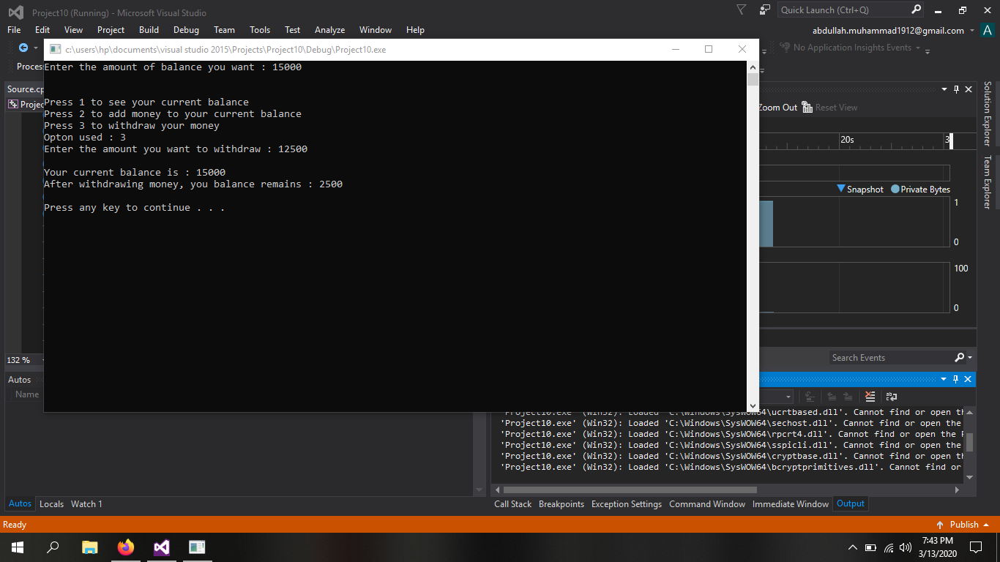 Project10 (Running) - Microsoft Visual Studio
Quick Launch (Ctrl+Q)
File Edit View Project Build Debug Team Tools Test Analyze Window Help
abdullah.muhammad1912@gmail.com A
No Application Insights Events
c:\users\hp\documents\visual studio 2015\Projects\Project10\Debug\Project10.exe
Enter the amount of balance you want : 15000
Press 1 to see your current balance
Press 2 to add money to your current balance
Press 3 to withdraw your money
Opton used : 3
Enter the amount you want to withdraw : 12500
Your current balance is : 15000
After withdrawing money, you balance remains : 2500
Press any key to continue . . .
Proces
Source.cp
Projec
132 %
Zoom Out Reset View
20s 3
Snapshot Private Bytes
1
0
100
0
Search Events
Solution Explorer
Team Explorer
Autos
Name
'Project10.exe' (Win32): Loaded 'C:\Windows\SysWOW64\ucrtbased.dll'. Cannot find or open th
'Project10.exe' (Win32): Loaded 'C:\Windows\SysWOW64\sechost.dll'. Cannot find or open the
'Project10.exe' (Win32): Loaded 'C:\Windows\SysWOW64\rpcrt4.dll'. Cannot find or open the P
'Project10.exe' (Win32): Loaded 'C:\Windows\SysWOW64\sspicli.dll'. Cannot find or open the
'Project10.exe' (Win32): Loaded 'C:\Windows\SysWOW64\cryptbase.dll'. Cannot find or open th
'Project10.exe' (Win32): Loaded 'C:\Windows\SysWOW64\bcryptprimitives.dll'. Cannot find or
Autos Locals Watch 1
Call Stack Breakpoints Exception Settings Command Window Immediate Window Output
Ready
Publish
7:43 PM
3/13/2020